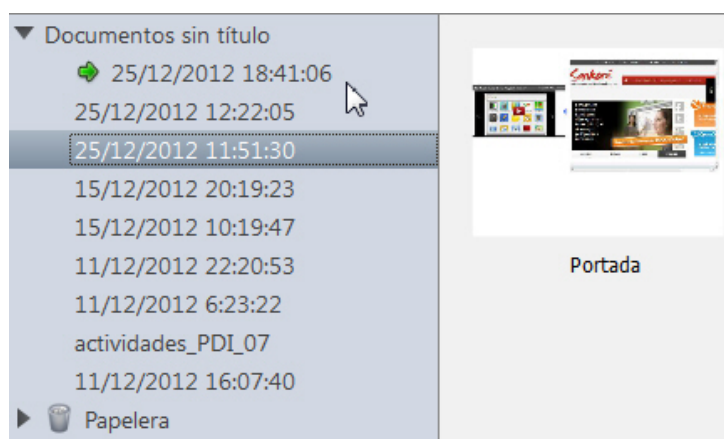 Documentos sin título
25/12/2012 18:41:06
25/12/2012 12:22:05
25/12/2012 11:51:30
15/12/2012 20:19:23
15/12/2012 10:19:47
11/12/2012 22:20:53
11/12/2012 6:23:22
actividades_PDI_07
11/12/2012 16:07:40
Papelera
Sankoré
Portada